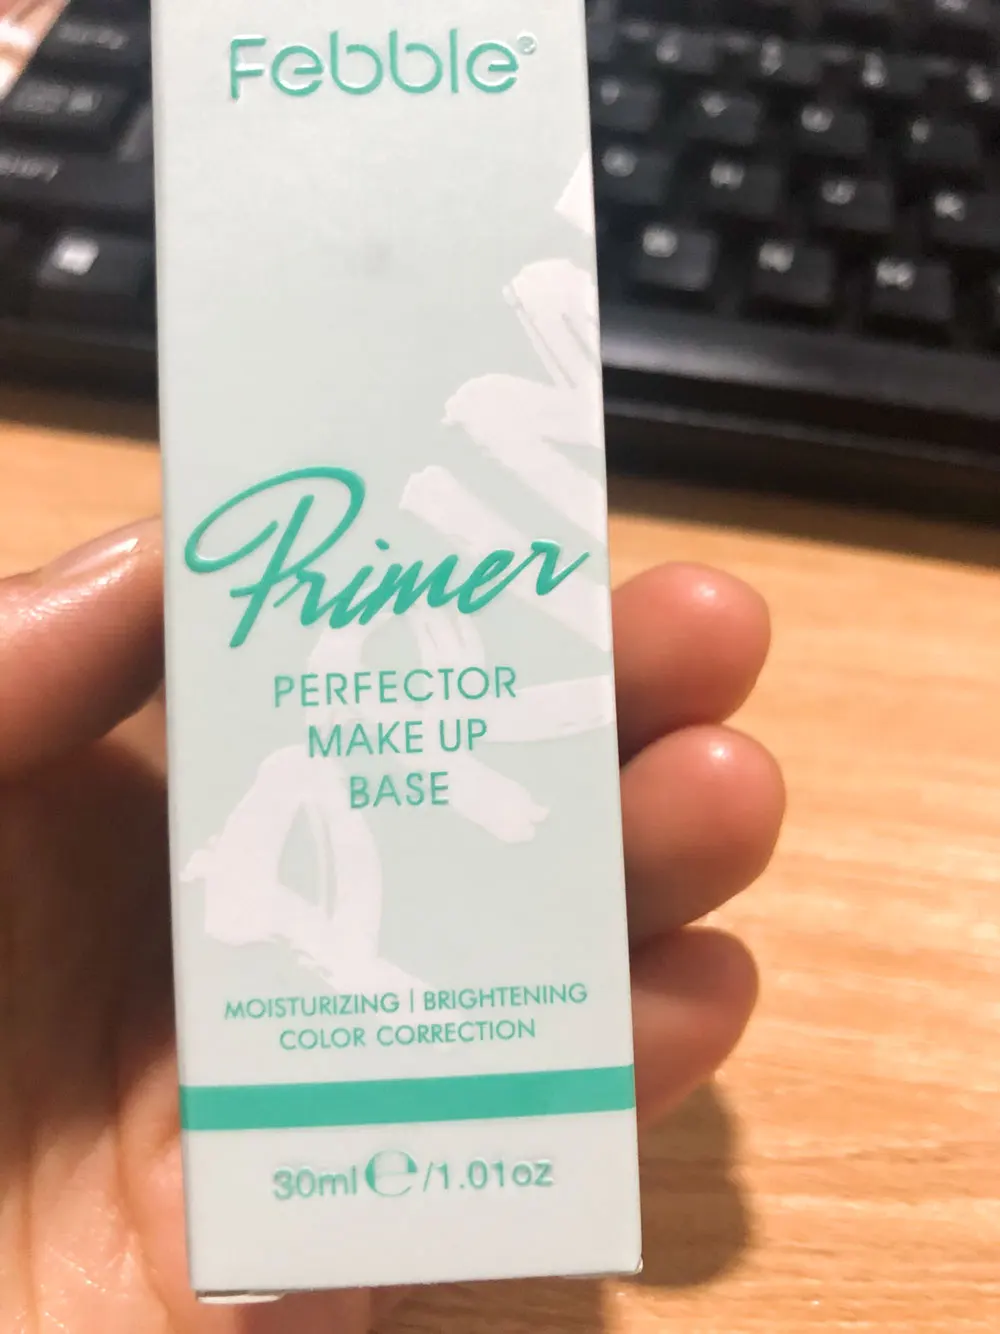 Febble®
Primer
PERFECTOR
MAKE UP
BASE
MOISTURIZING | BRIGHTENING
COLOR CORRECTION
30ml℮/1.01oz